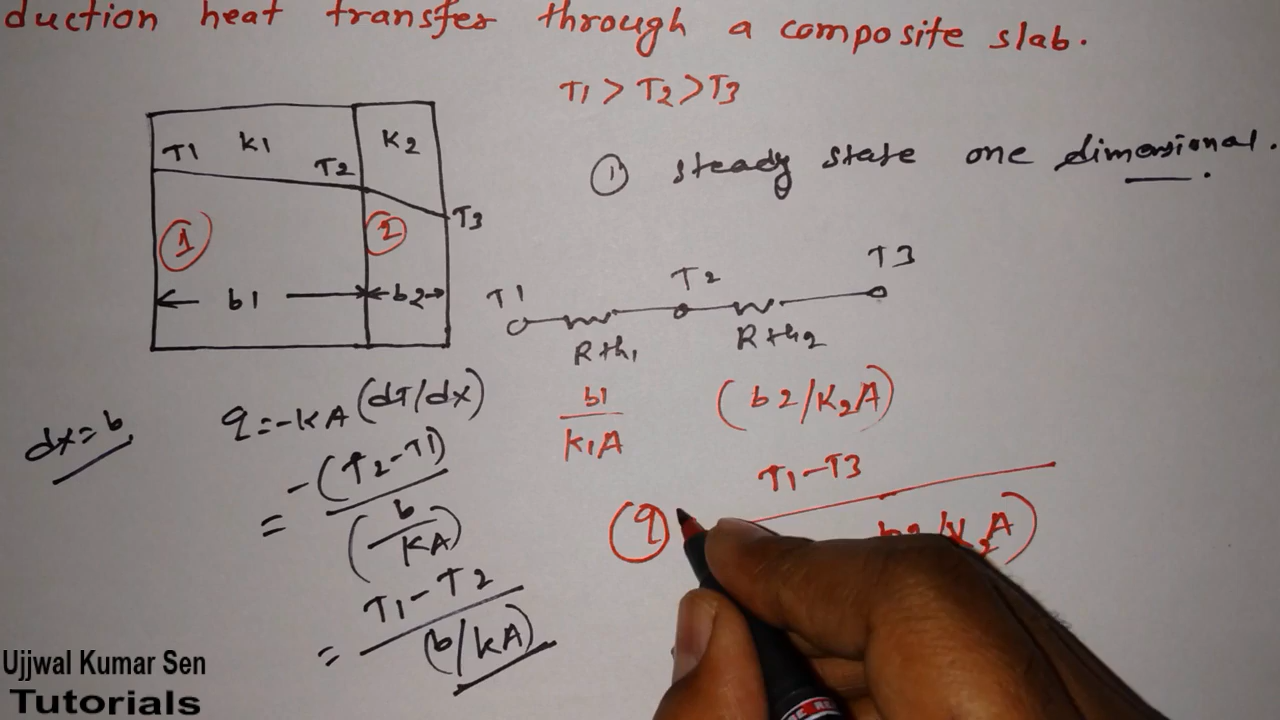 duction heat transfer through a composite slab.
T1 > T2 > T3
T1 K1 T2 K2
① steady state one dimensional.
T3
① ②
b1 b2
T1 T2 T3
Rth1 Rth2
dx = b
q = -KA (dT/dx)
b1/K1A (b2/K2A)
= -(T2-T1)/(b/KA)
q T1-T3
b2/K2A)
= T1-T2/(b/KA)
Ujjwal Kumar Sen
Tutorials